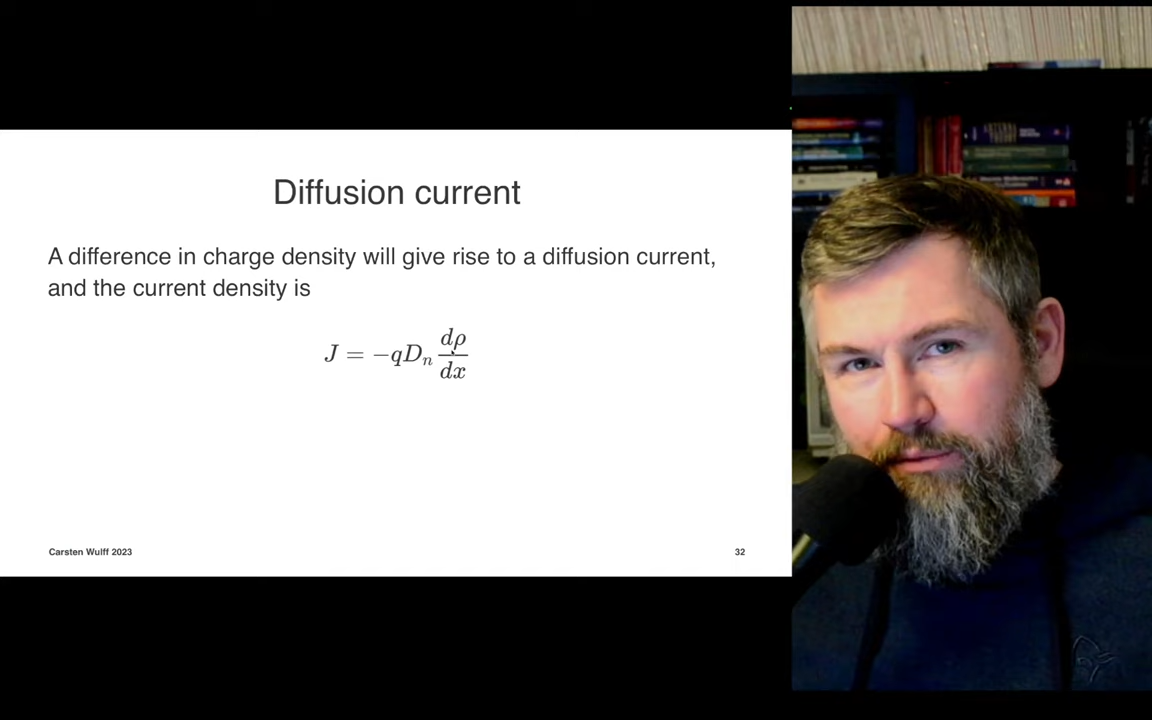 Diffusion current
A difference in charge density will give rise to a diffusion current,
and the current density is
J = −qDₙ dρ/dx
Carsten Wulff 2023
32